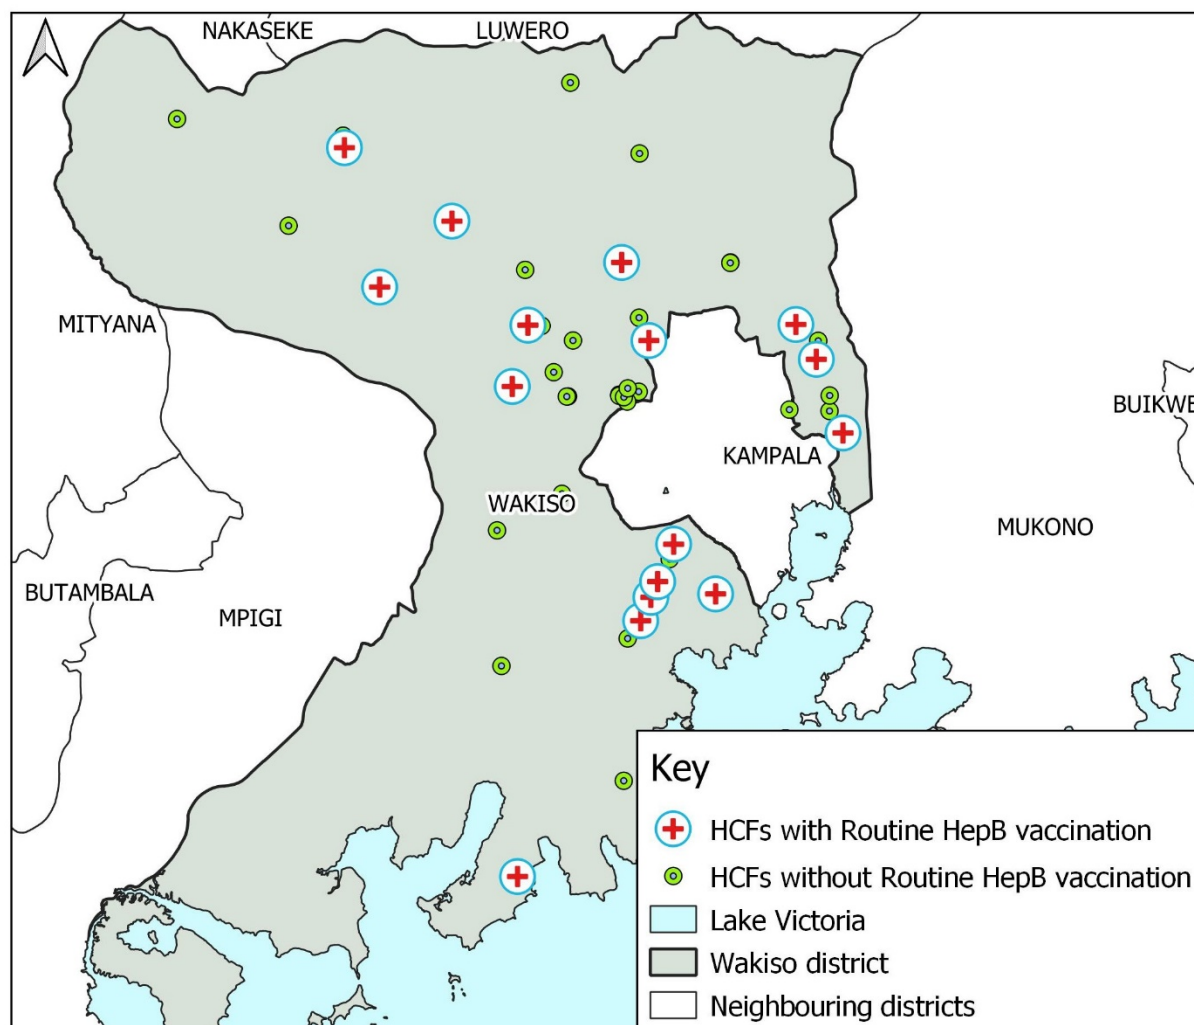 NAKASEKE
LUWERO
MITYANA
BUIKWE
KAMPALA
WAKISO
MUKONO
BUTAMBALA
MPIGI
Key
HCFs with Routine HepB vaccination
HCFs without Routine HepB vaccination
Lake Victoria
Wakiso district
Neighbouring districts